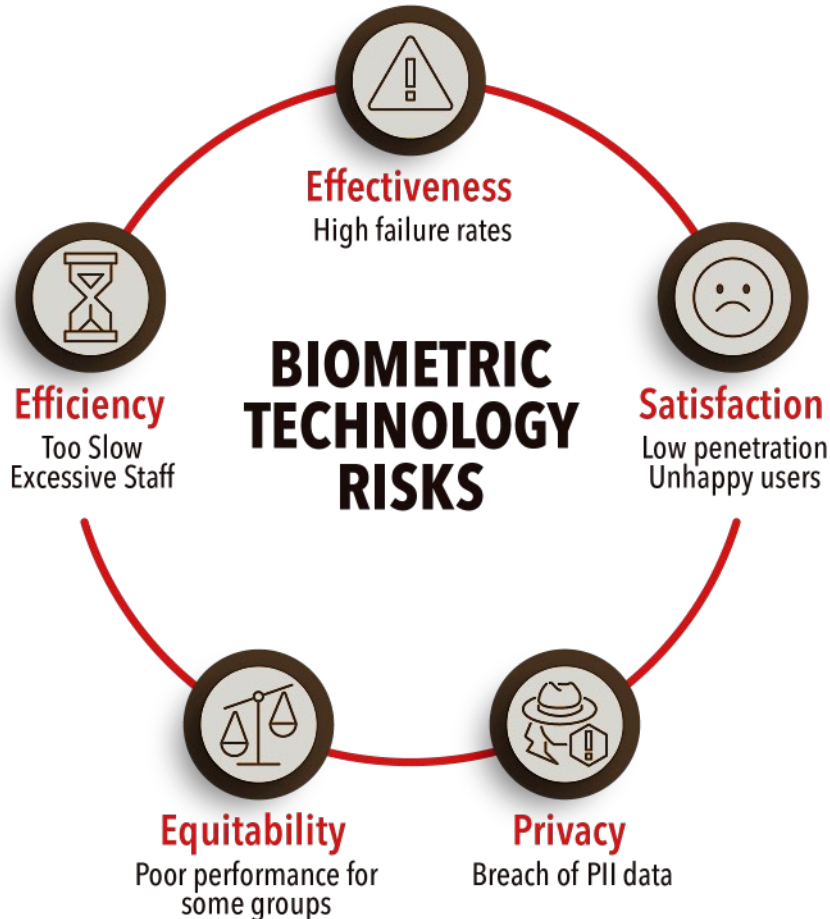 Effectiveness
High failure rates
Efficiency
Too Slow
Excessive Staff
BIOMETRIC
TECHNOLOGY
RISKS
Satisfaction
Low penetration
Unhappy users
Equitability
Poor performance for
some groups
Privacy
Breach of PII data